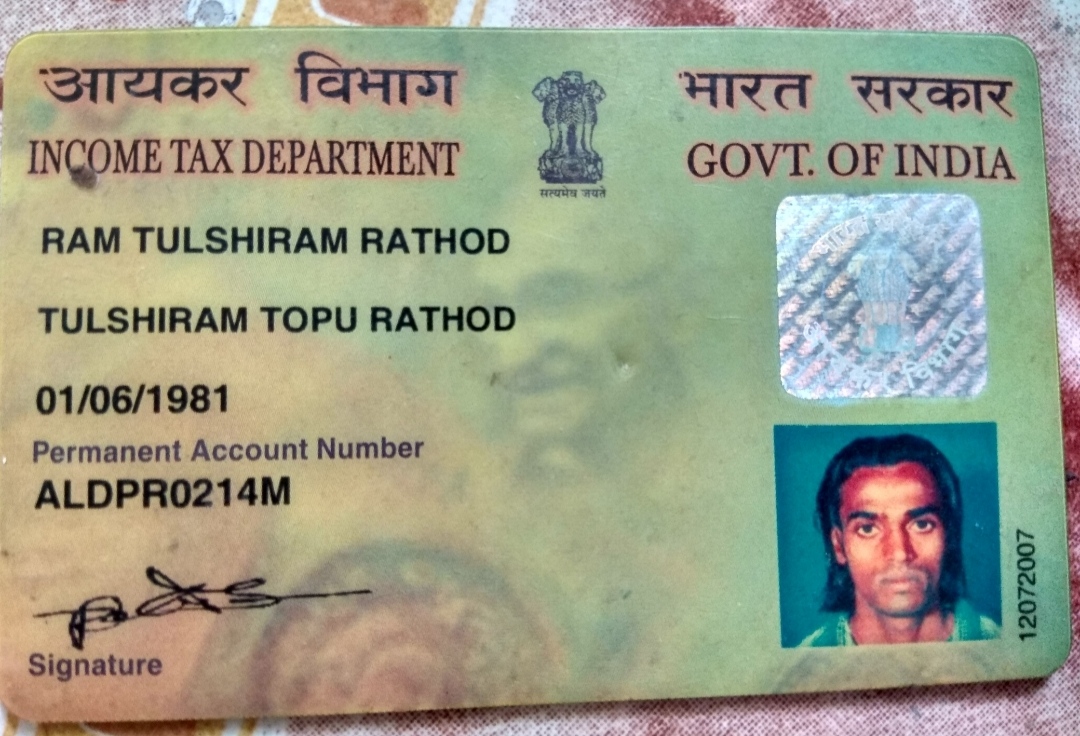 आयकर विभाग
भारत सरकार
INCOME TAX DEPARTMENT
GOVT. OF INDIA
सत्यमेव जयते
RAM TULSHIRAM RATHOD
TULSHIRAM TOPU RATHOD
01/06/1981
Permanent Account Number
ALDPR0214M
Signature
12072007